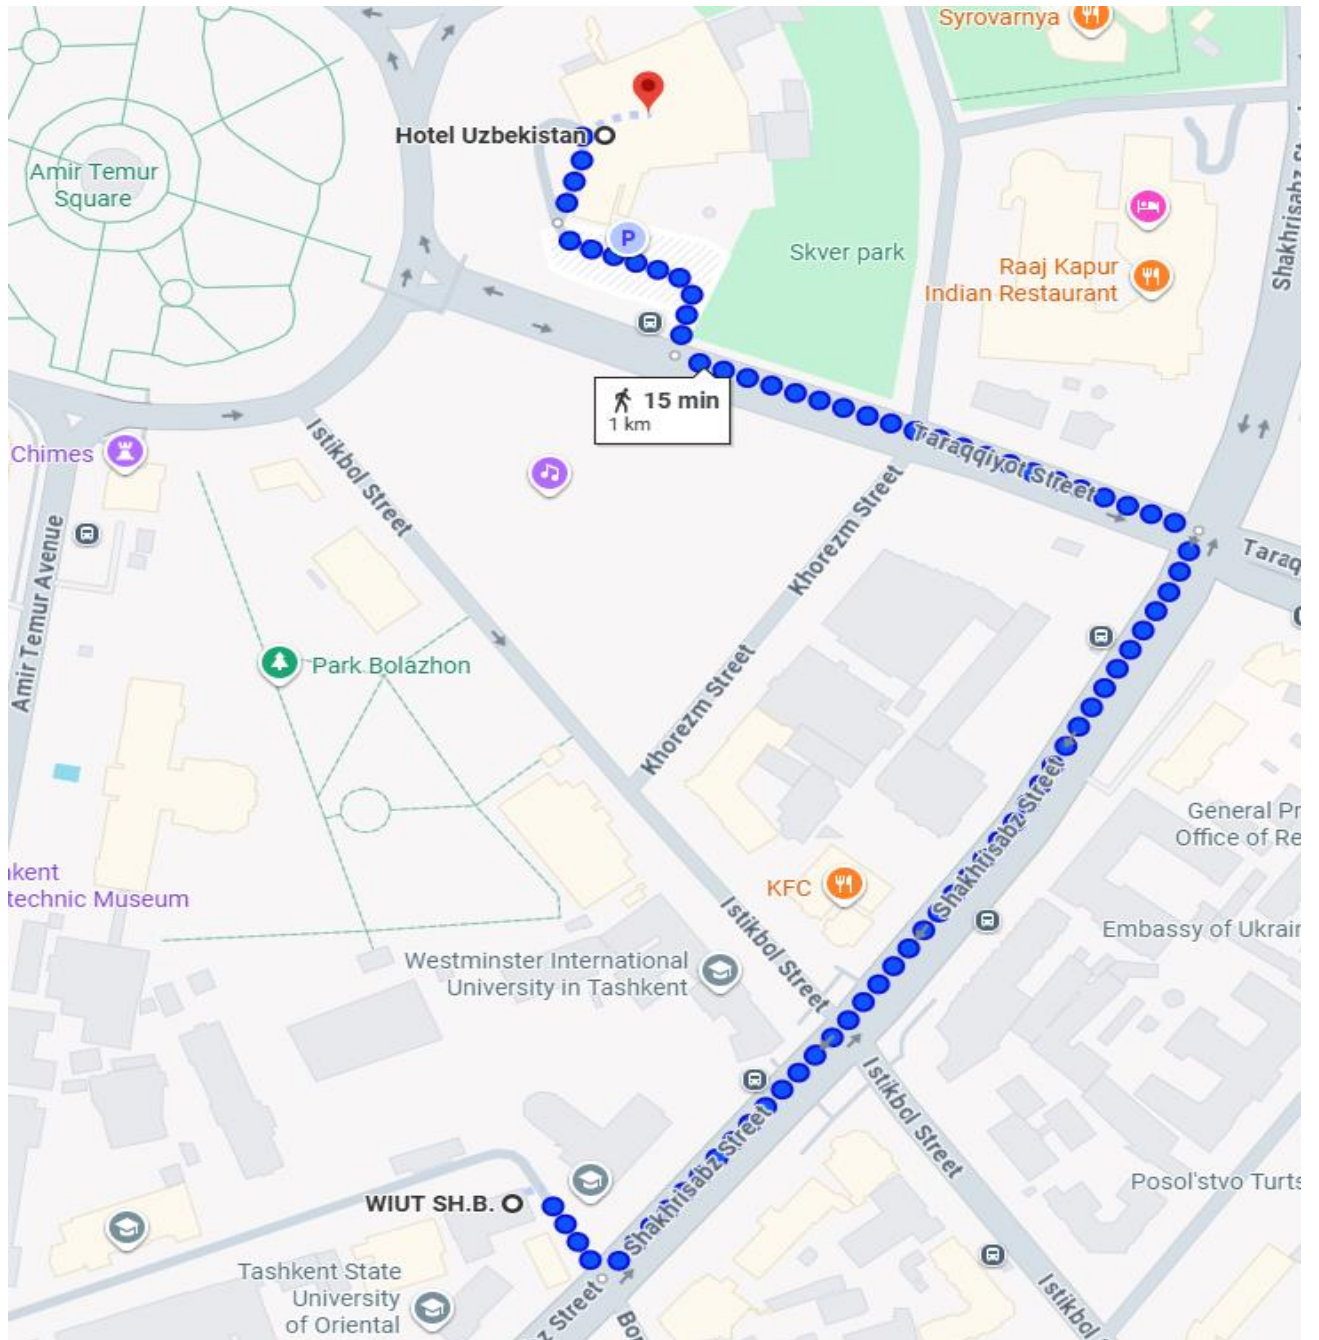 Syrovarnya
Hotel Uzbekistan
Amir Temur
Square
P
Skver park
Shakhrisabz St
Raaj Kapur
Indian Restaurant
15 min
1 km
Chimes
Istikbol Street
Taraqqiyot Street
Taraq
Khorezm Street
Amir Temur Avenue
Park Bolazhon
Khorezm Street
Shakhrisabz Street
General Pr
Office of Re
kent
technic Museum
KFC
Istikbol Street
Embassy of Ukrair
Westminster International
University in Tashkent
Istikbol Street
Shakhrisabz Street
Posol'stvo Turts
WIUT SH.B.
Tashkent State
University
of Oriental
z Street
Bo
Istikbol